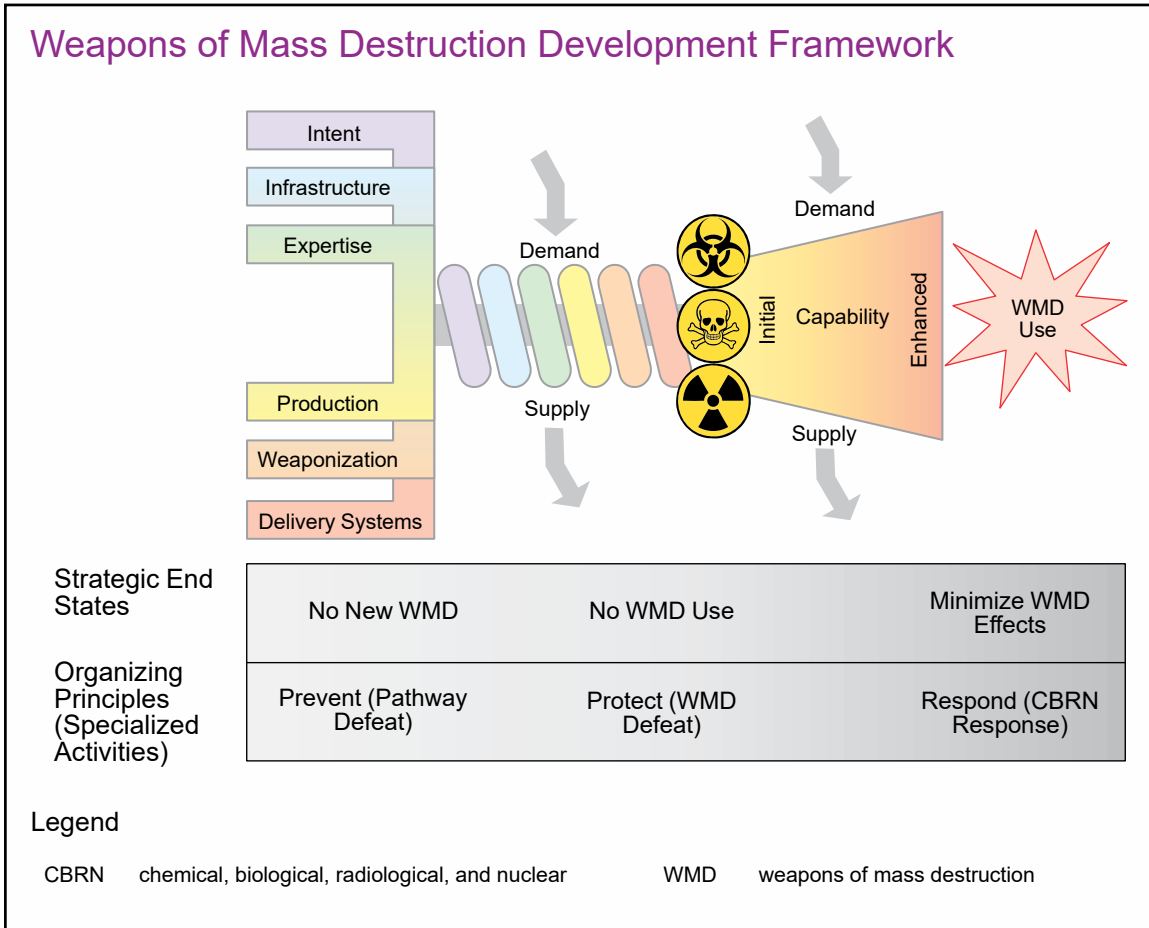 Weapons of Mass Destruction Development Framework
Intent
Infrastructure
Expertise
Production
Weaponization
Delivery Systems
Demand
Supply
Demand
Initial
Capability
Enhanced
Supply
WMD
Use
Strategic End
States
No New WMD
No WMD Use
Minimize WMD
Effects
Organizing
Principles
(Specialized
Activities)
Prevent (Pathway
Defeat)
Protect (WMD
Defeat)
Respond (CBRN
Response)
Legend
CBRN chemical, biological, radiological, and nuclear
WMD weapons of mass destruction